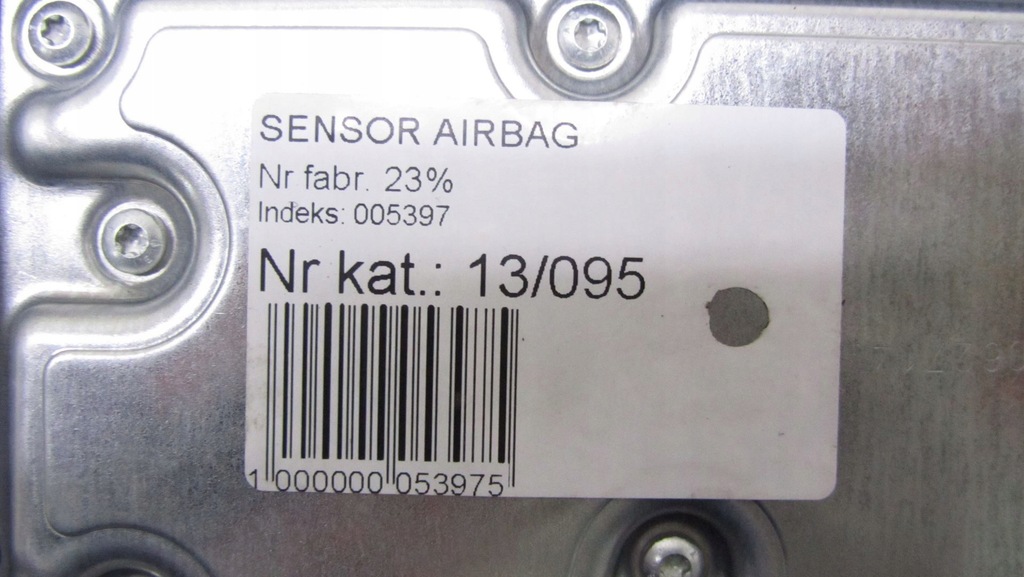 SENSOR AIRBAG
Nr fabr. 23%
Indeks: 005397
Nr kat.: 13/095
1 000000 053975